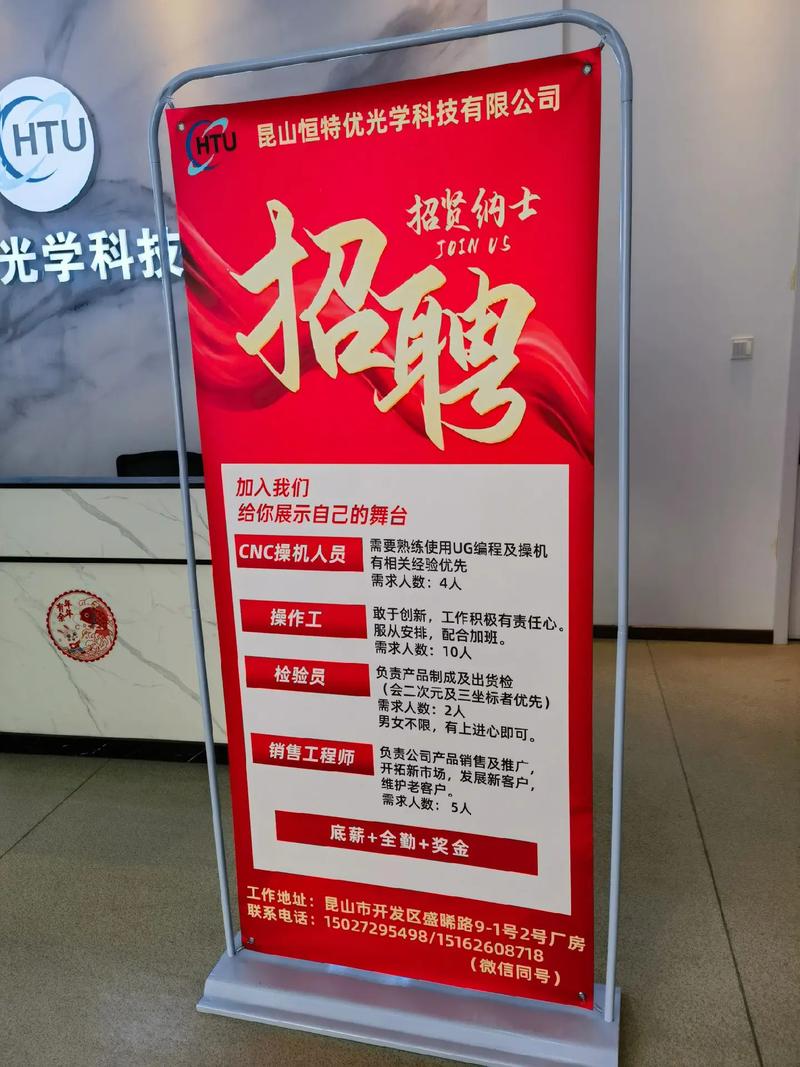 HTU
光学科技
HTU
昆山恒特优光学科技有限公司
招贤纳士
JOIN US
招聘
加入我们
给你展示自己的舞台
CNC操机人员
需要熟练使用UG编程及操机
有相关经验优先
需求人数：4人
操作工
敢于创新，工作积极有责任心。
服从安排，配合加班。
需求人数：10人
检验员
负责产品制成及出货检
（会二次元及三坐标者优先）
需求人数：2人
男女不限，有上进心即可。
销售工程师
负责公司产品销售及推广，
开拓新市场，发展新客户，
维护老客户。
需求人数：5人
底薪+全勤+奖金
工作地址：昆山市开发区盛晞路9-1号2号厂房
联系电话：15027295498/15162608718
（微信同号）
年年有余